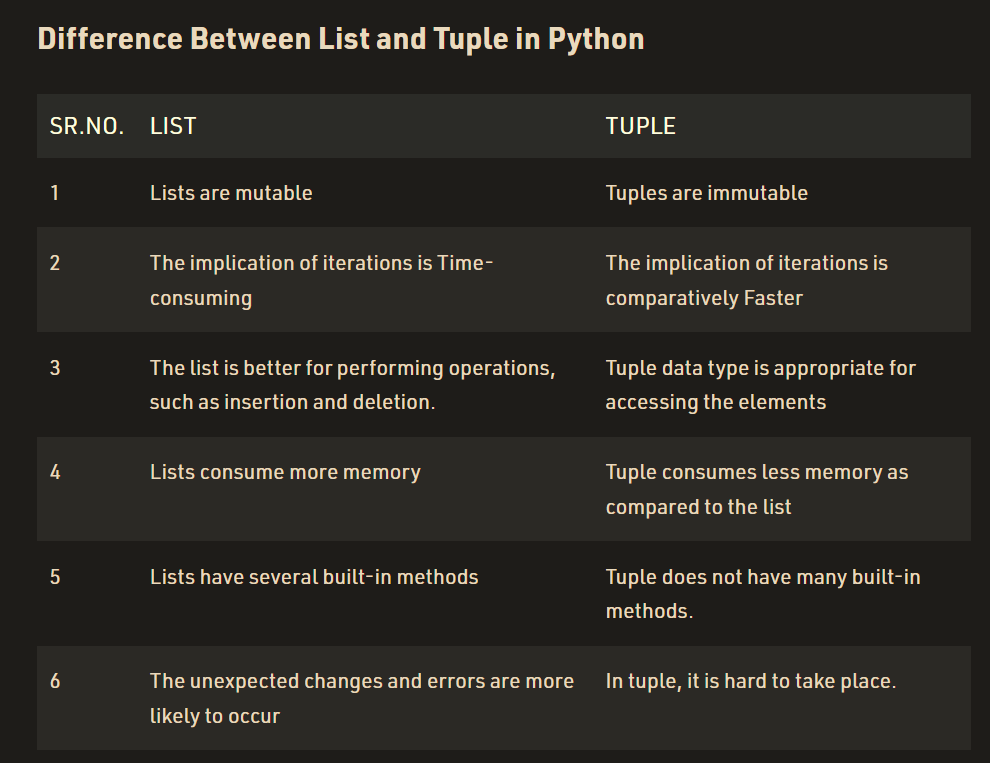 Difference Between List and Tuple in Python
SR.NO. LIST TUPLE
1 Lists are mutable Tuples are immutable
2 The implication of iterations is Time- The implication of iterations is
consuming comparatively Faster
3 The list is better for performing operations, Tuple data type is appropriate for
such as insertion and deletion. accessing the elements
4 Lists consume more memory Tuple consumes less memory as
compared to the list
5 Lists have several built-in methods Tuple does not have many built-in
methods.
6 The unexpected changes and errors are more In tuple, it is hard to take place.
likely to occur